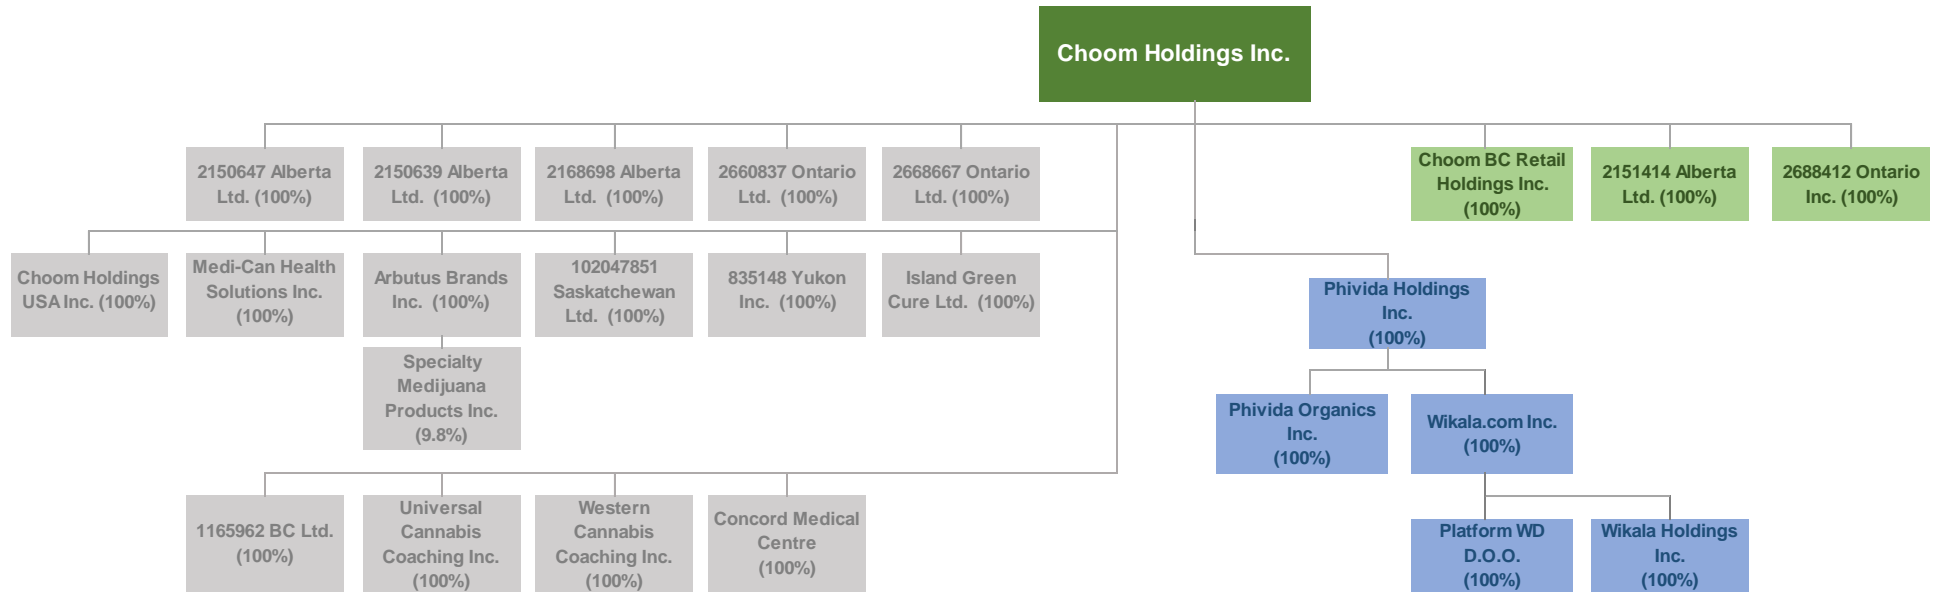 Choom Holdings Inc.
2150647 Alberta
Ltd. (100%)
2150639 Alberta
Ltd. (100%)
2168698 Alberta
Ltd. (100%)
2660837 Ontario
Ltd. (100%)
2668667 Ontario
Ltd. (100%)
Choom BC Retail
Holdings Inc.
(100%)
2151414 Alberta
Ltd. (100%)
2688412 Ontario
Inc. (100%)
Choom Holdings
USA Inc. (100%)
Medi-Can Health
Solutions Inc.
(100%)
Arbutus Brands
Inc. (100%)
102047851
Saskatchewan
Ltd. (100%)
835148 Yukon
Inc. (100%)
Island Green
Cure Ltd. (100%)
Phivida Holdings
Inc.
(100%)
Specialty
Medijuana
Products Inc.
(9.8%)
Phivida Organics
Inc.
(100%)
Wikala.com Inc.
(100%)
1165962 BC Ltd.
(100%)
Universal
Cannabis
Coaching Inc.
(100%)
Western
Cannabis
Coaching Inc.
(100%)
Concord Medical
Centre
(100%)
Platform WD
D.O.O.
(100%)
Wikala Holdings
Inc.
(100%)